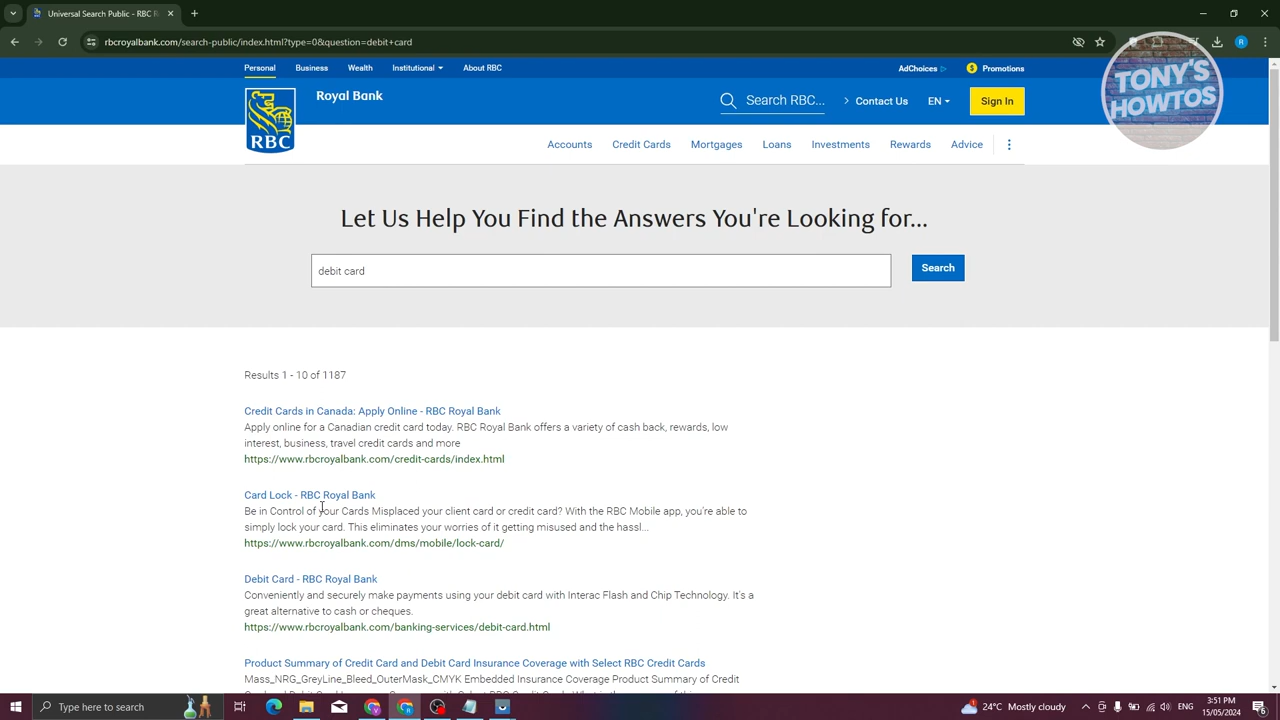 Universal Search Public - RBC R
rbcroyalbank.com/search-public/index.html?type=0&question=debit+card
TONY'S
HOWTOS
Personal
Business
Wealth
Institutional
About RBC
AdChoices
Promotions
RBC
Royal Bank
Search RBC...
Contact Us
EN
Sign In
Accounts
Credit Cards
Mortgages
Loans
Investments
Rewards
Advice
Let Us Help You Find the Answers You're Looking for...
debit card
Search
Results 1 - 10 of 1187
Credit Cards in Canada: Apply Online - RBC Royal Bank
Apply online for a Canadian credit card today. RBC Royal Bank offers a variety of cash back, rewards, low
interest, business, travel credit cards and more
https://www.rbcroyalbank.com/credit-cards/index.html
Card Lock - RBC Royal Bank
Be in Control of your Cards Misplaced your client card or credit card? With the RBC Mobile app, you're able to
simply lock your card. This eliminates your worries of it getting misused and the hassl...
https://www.rbcroyalbank.com/dms/mobile/lock-card/
Debit Card - RBC Royal Bank
Conveniently and securely make payments using your debit card with Interac Flash and Chip Technology. It's a
great alternative to cash or cheques.
https://www.rbcroyalbank.com/banking-services/debit-card.html
Product Summary of Credit Card and Debit Card Insurance Coverage with Select RBC Credit Cards
Mass_NRG_GreyLine_Bleed_OuterMask_CMYK Embedded Insurance Coverage Product Summary of Credit
Type here to search
24°C Mostly cloudy
ENG
3:51 PM
15/05/2024